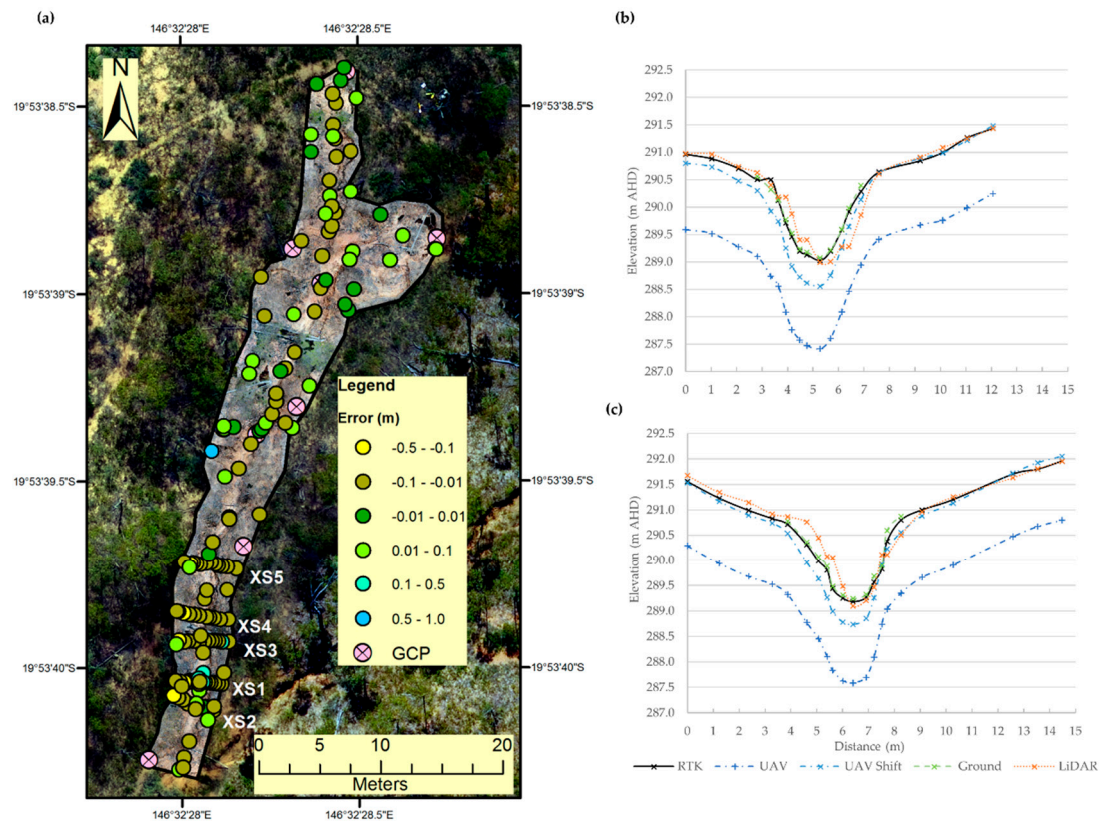 (a)
146°32'28"E
146°32'28.5"E
N
19°53'38.5"S
19°53'38.5"S
19°53'39"S
19°53'39"S
19°53'39.5"S
19°53'39.5"S
19°53'40"S
19°53'40"S
Legend
Error (m)
-0.5 - -0.1
-0.1 - -0.01
-0.01 - 0.01
0.01 - 0.1
0.1 - 0.5
0.5 - 1.0
GCP
XS5
XS4
XS3
XS1
XS2
0 5 10 20
Meters
146°32'28"E
146°32'28.5"E
(b)
Elevation (m AHD)
292.5
292.0
291.5
291.0
290.5
290.0
289.5
289.0
288.5
288.0
287.5
287.0
0 1 2 3 4 5 6 7 8 9 10 11 12 13 14 15
(c)
Elevation (m AHD)
292.5
292.0
291.5
291.0
290.5
290.0
289.5
289.0
288.5
288.0
287.5
287.0
0 1 2 3 4 5 6 7 8 9 10 11 12 13 14 15
Distance (m)
RTK UAV UAV Shift Ground LiDAR